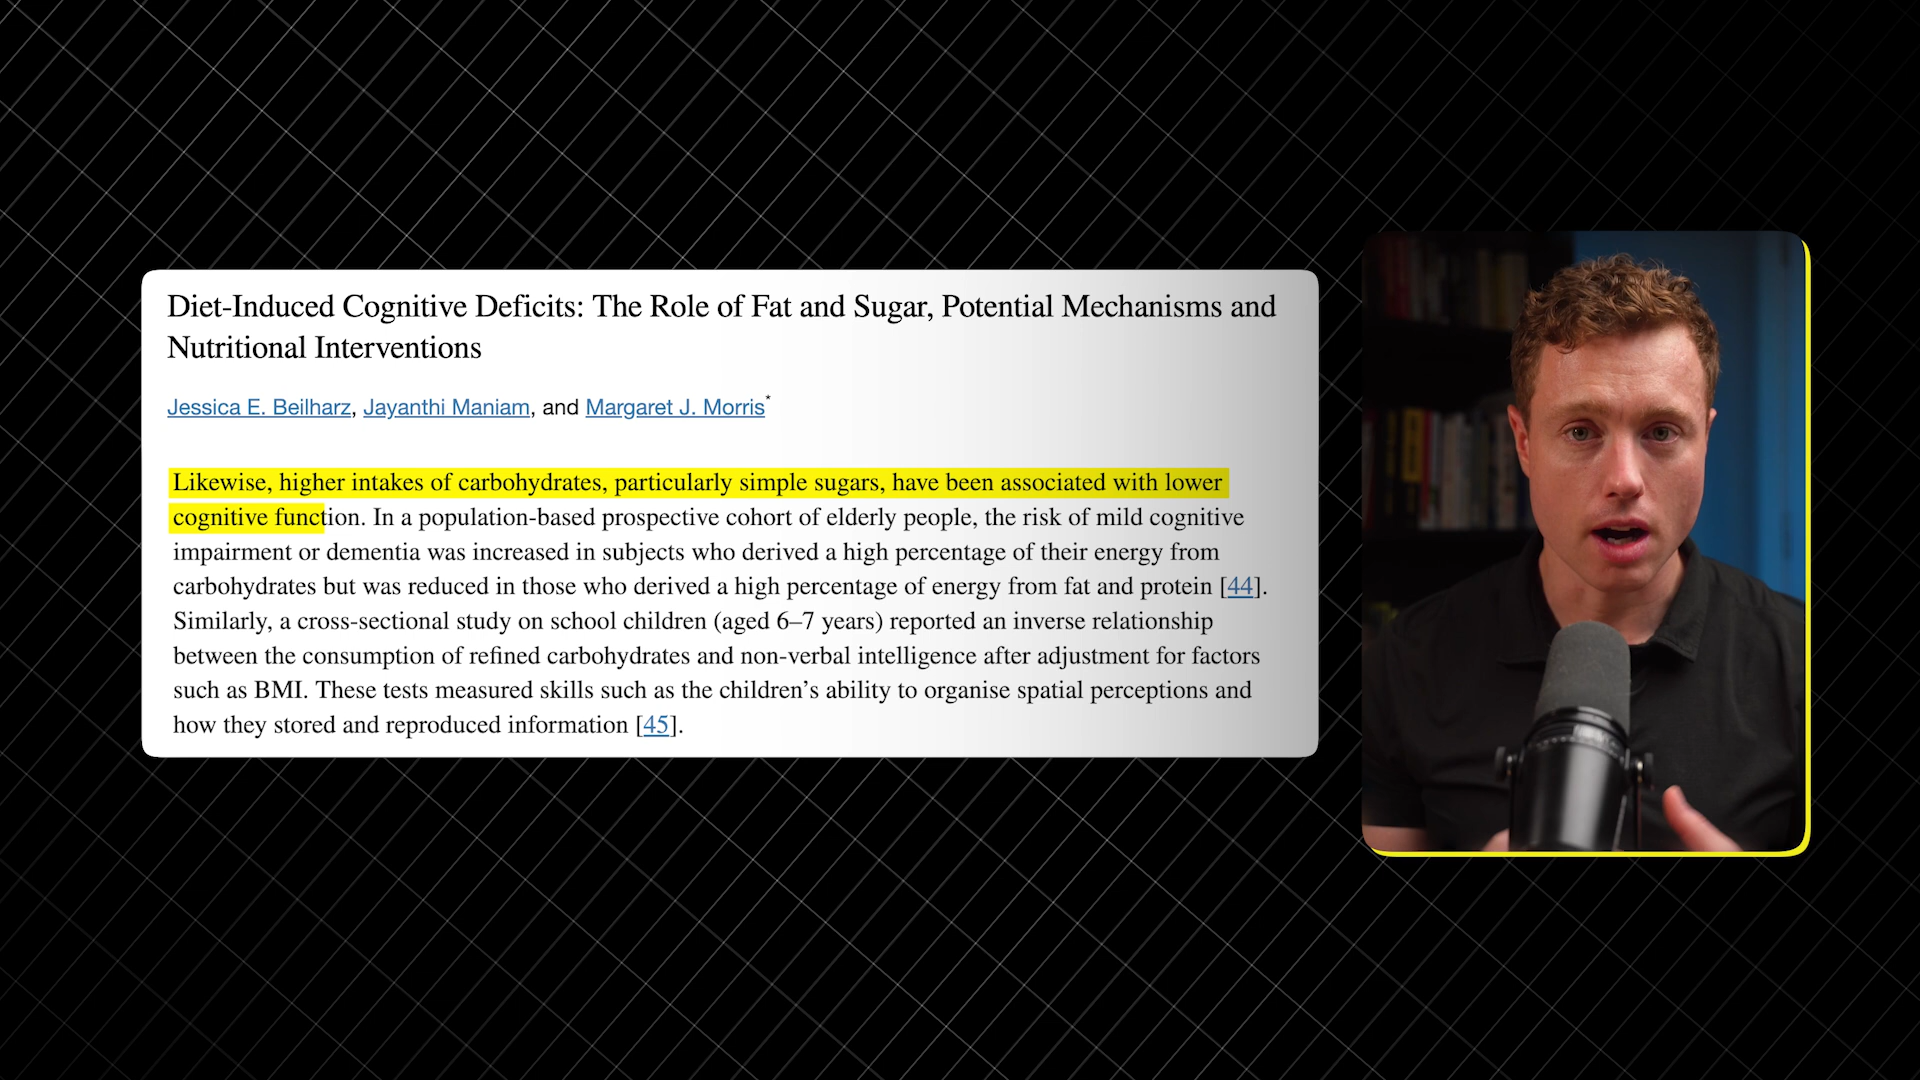 Diet-Induced Cognitive Deficits: The Role of Fat and Sugar, Potential Mechanisms and
Nutritional Interventions
Jessica E. Beilharz, Jayanthi Maniam, and Margaret J. Morris*
Likewise, higher intakes of carbohydrates, particularly simple sugars, have been associated with lower
cognitive function. In a population-based prospective cohort of elderly people, the risk of mild cognitive
impairment or dementia was increased in subjects who derived a high percentage of their energy from
carbohydrates but was reduced in those who derived a high percentage of energy from fat and protein [44].
Similarly, a cross-sectional study on school children (aged 6–7 years) reported an inverse relationship
between the consumption of refined carbohydrates and non-verbal intelligence after adjustment for factors
such as BMI. These tests measured skills such as the children’s ability to organise spatial perceptions and
how they stored and reproduced information [45].